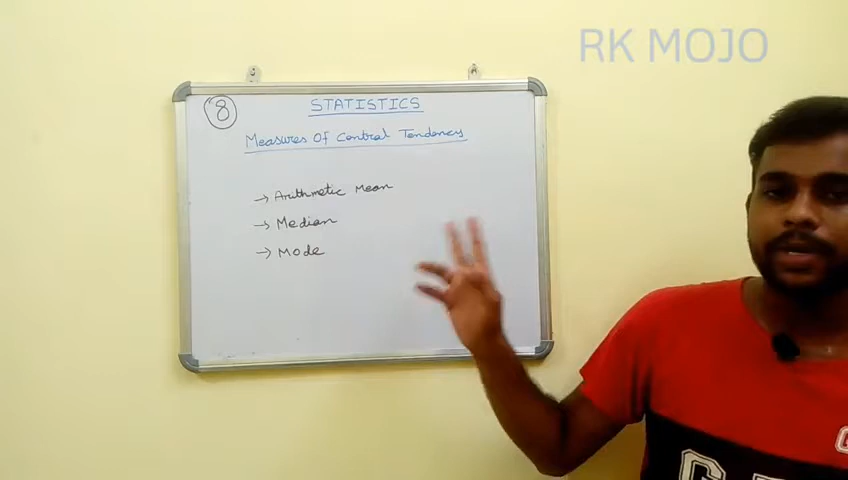 RK MOJO
8
STATISTICS
Measures Of Central Tendency
→ Arithmetic Mean
→ Median
→ Mode
G